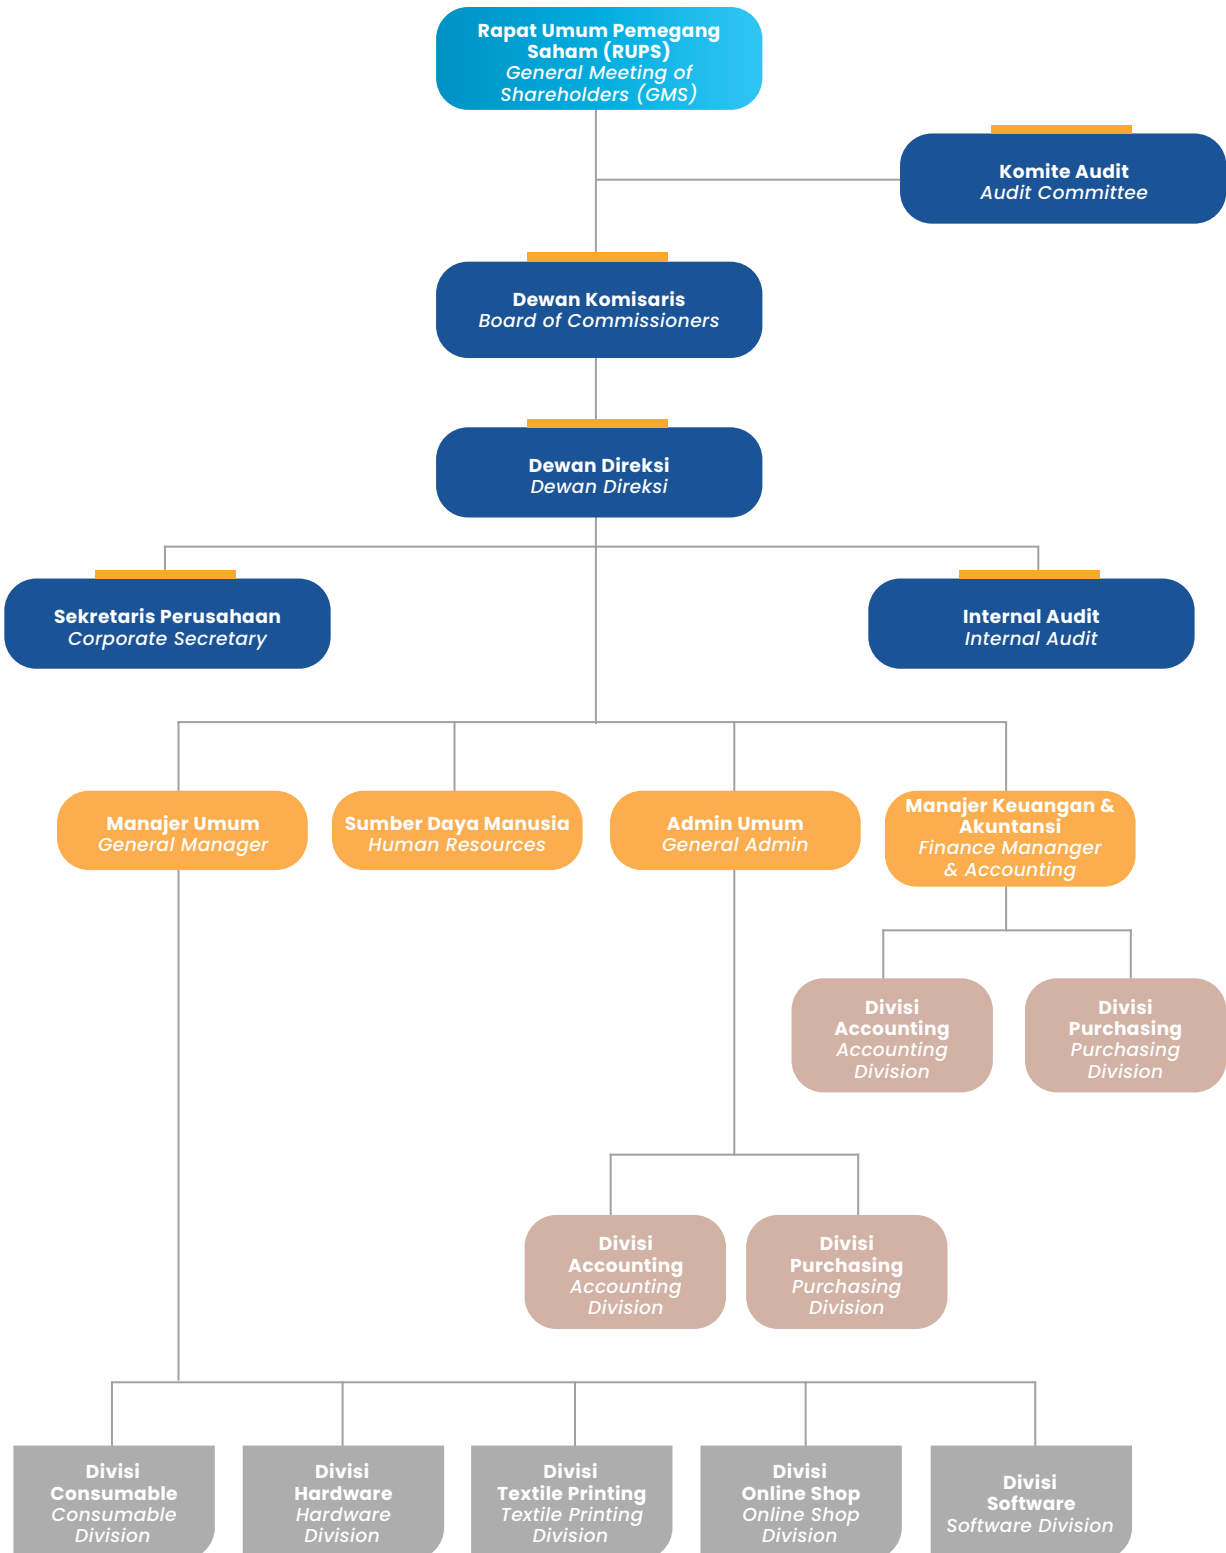 Rapat Umum Pemegang
Saham (RUPS)
General Meeting of
Shareholders (GMS)
Komite Audit
Audit Committee
Dewan Komisaris
Board of Commissioners
Dewan Direksi
Dewan Direksi
Sekretaris Perusahaan
Corporate Secretary
Internal Audit
Internal Audit
Manajer Umum
General Manager
Sumber Daya Manusia
Human Resources
Admin Umum
General Admin
Manajer Keuangan &
Akuntansi
Finance Mananger
& Accounting
Divisi
Accounting
Accounting
Division
Divisi
Purchasing
Purchasing
Division
Divisi
Accounting
Accounting
Division
Divisi
Purchasing
Purchasing
Division
Divisi
Consumable
Consumable
Division
Divisi
Hardware
Hardware
Division
Divisi
Textile Printing
Textile Printing
Division
Divisi
Online Shop
Online Shop
Division
Divisi
Software
Software Division